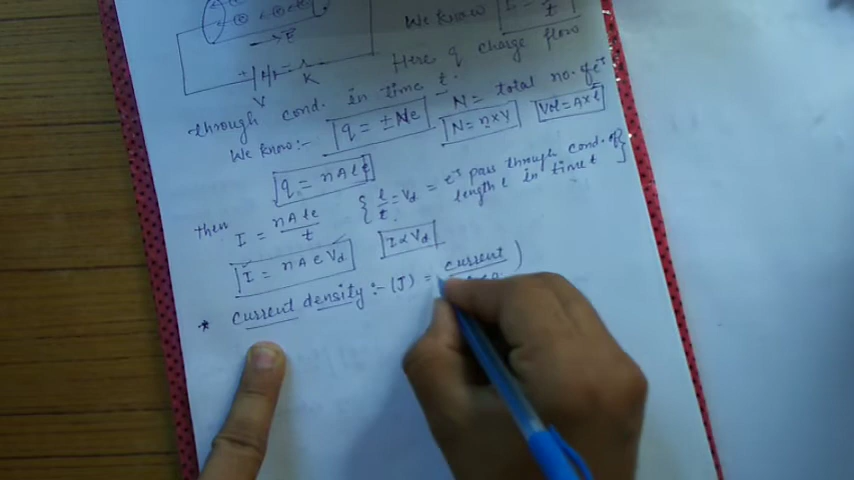 We know I = q/t
E
K
V
Here q charge flow
through cond. in time t.
We know:- q = ±Ne N = total no. of e⁻s
N = n×V Vol = A×l
q = nAle
then I = nAle/t { l/t = Vd = e⁻s pass through cond. of length l in time t }
I = nAeVd I ∝ Vd
* Current density :- (J) = current